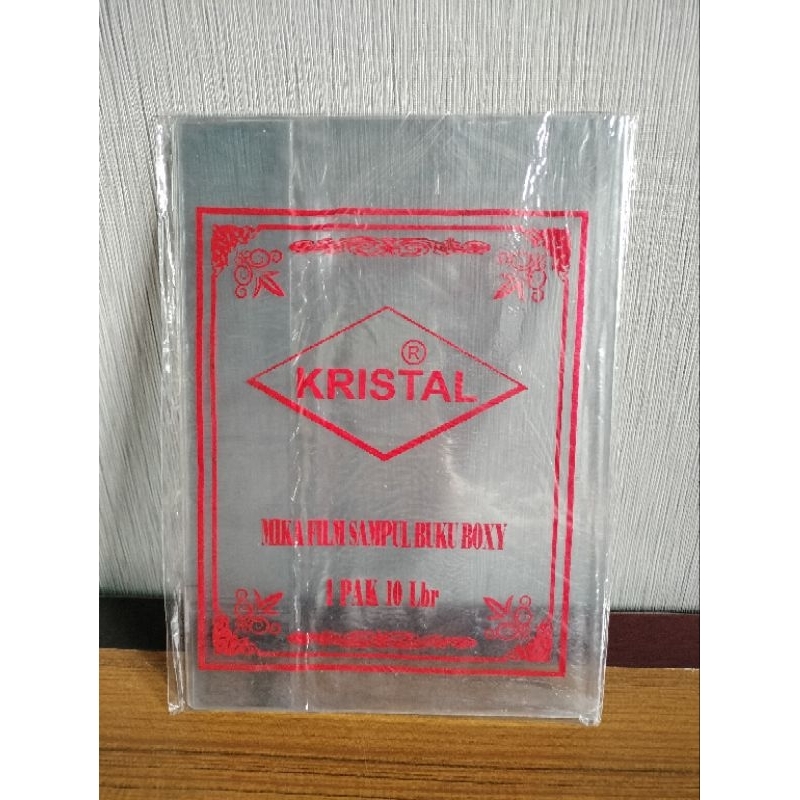 ®
KRISTAL
MIKA FILM SAMPUL BUKU BOXY
1 PAK 10 Lbr